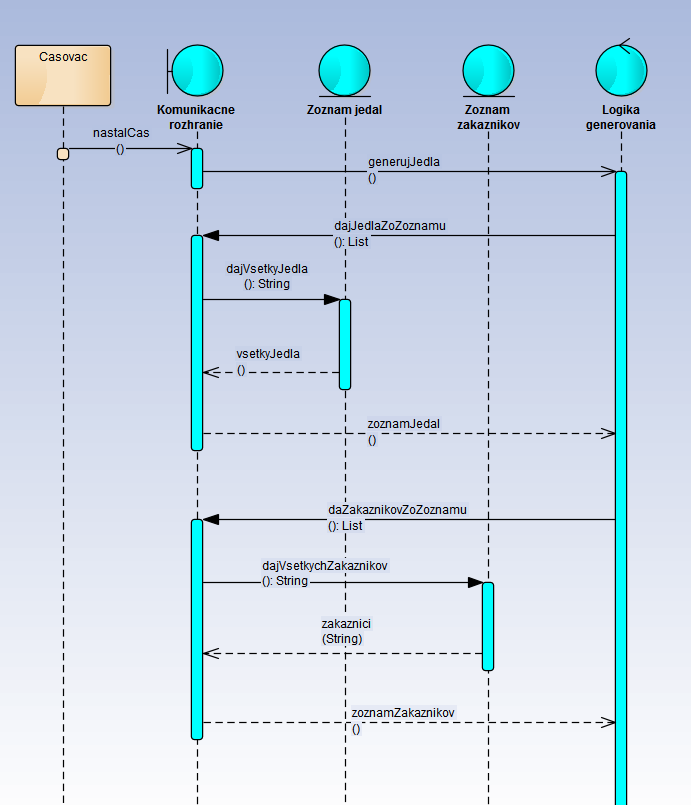 Casovac
Komunikacne
rozhranie
Zoznam jedal
Zoznam
zakaznikov
Logika
generovania
nastalCas
()
generujJedla
()
dajJedlaZoZoznamu
(): List
dajVsetkyJedla
(): String
vsetkyJedla
()
zoznamJedal
()
daZakaznikovZoZoznamu
(): List
dajVsetkychZakaznikov
(): String
zakaznici
(String)
zoznamZakaznikov
()